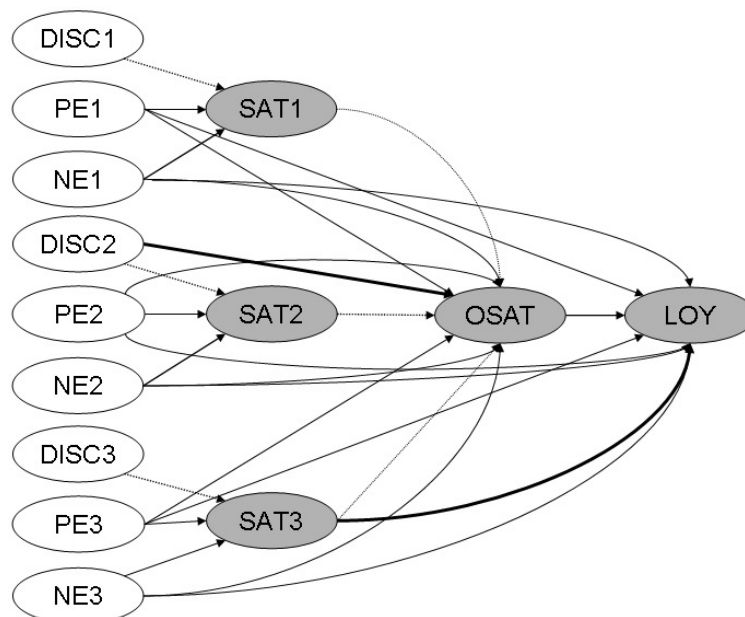 DISC1
PE1
SAT1
NE1
DISC2
PE2
SAT2
OSAT
LOY
NE2
DISC3
PE3
SAT3
NE3